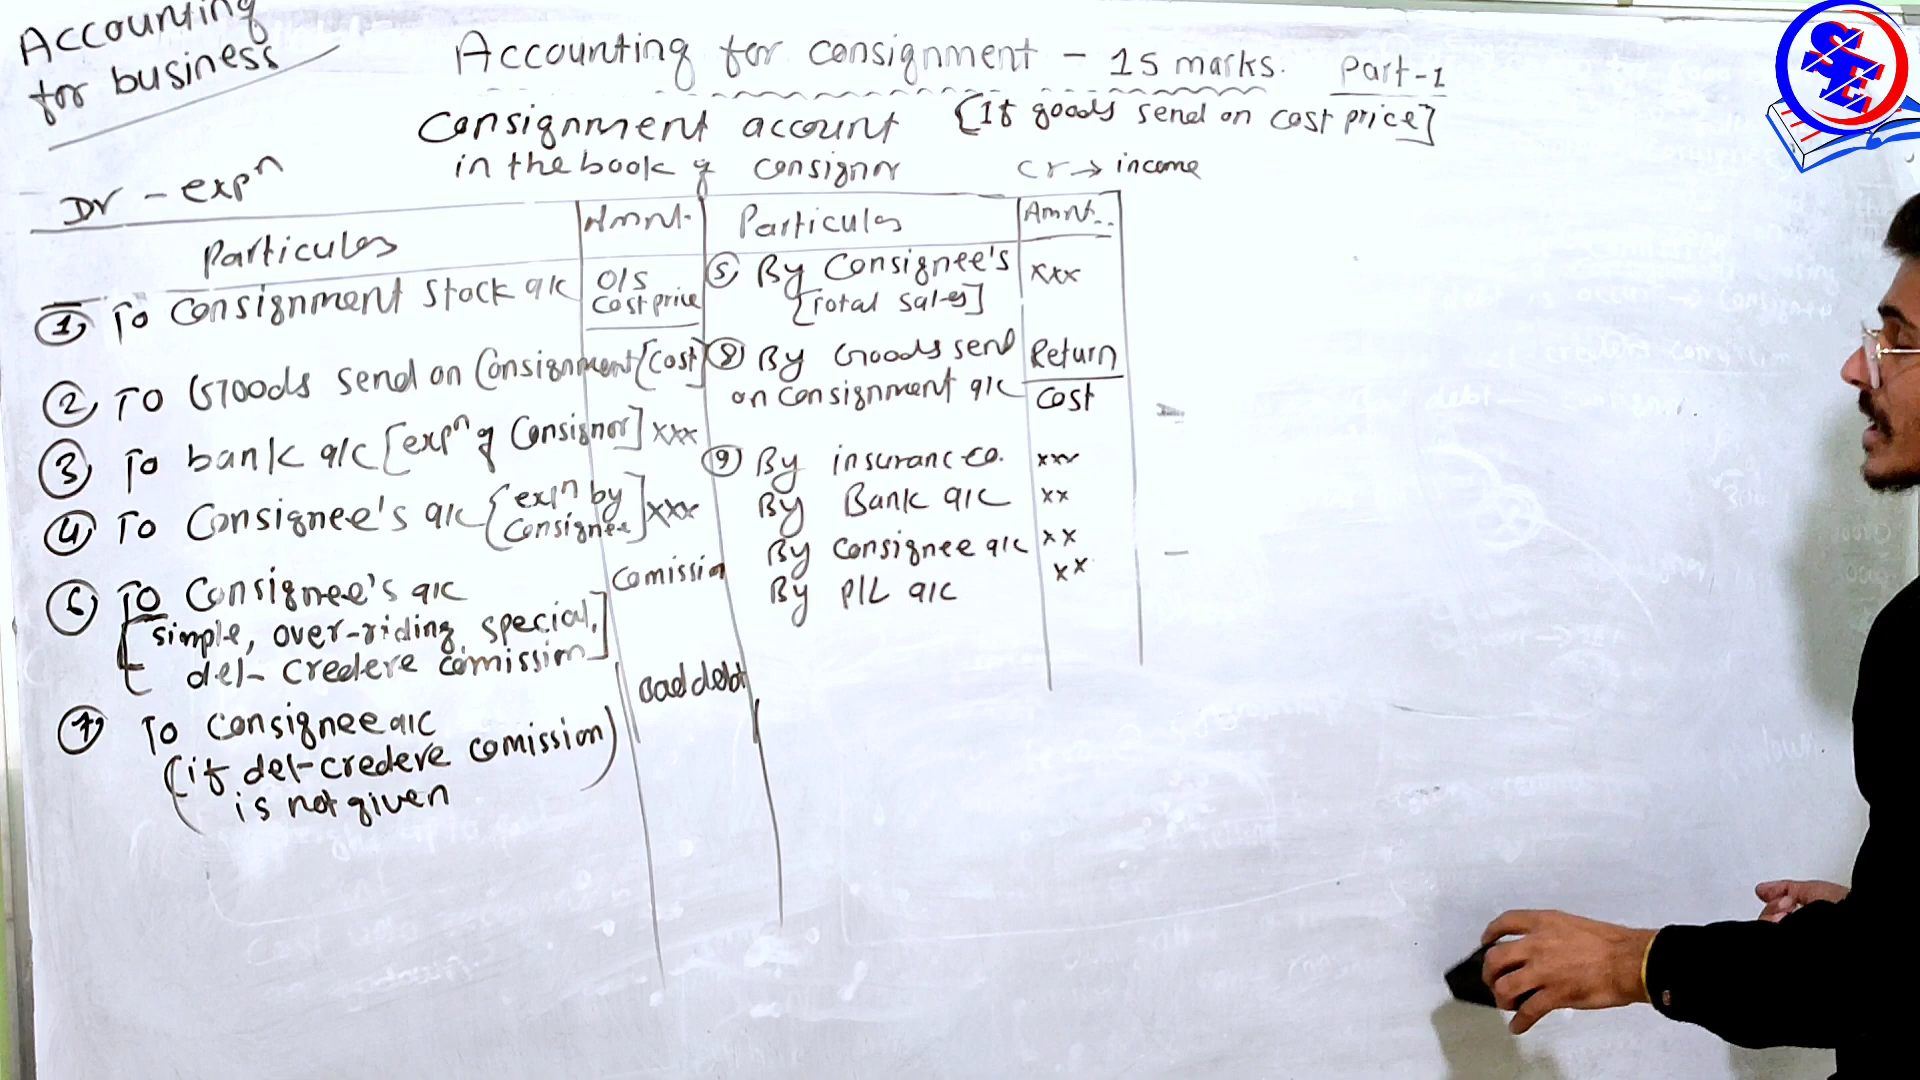 Accounting
for business
Accounting for consignment - 15 marks. Part-1
Consignment account [If goods send on cost price]
in the book of consignor cr → income
Dr - expⁿ
Particules Amnt. Particules Amnt..
① To Consignment Stock a/c O/S
cost price
② To Goods send on Consignment [cost]
③ To bank a/c [expⁿ of Consignor] xxx
④ To Consignee's a/c [expⁿ by
consignee] xxx
⑥ To Consignee's a/c comission
[simple, over-riding, special,
del-credere comission]
⑦ To consignee a/c bad debt
(if del-credere comission)
is not given
⑤ By Consignee's xxx
[Total sales]
⑧ By Goods send Return
on consignment a/c cost
⑨ By insuranc co. xxx
By Bank a/c xx
By consignee a/c xx
By P/L a/c xx
SE